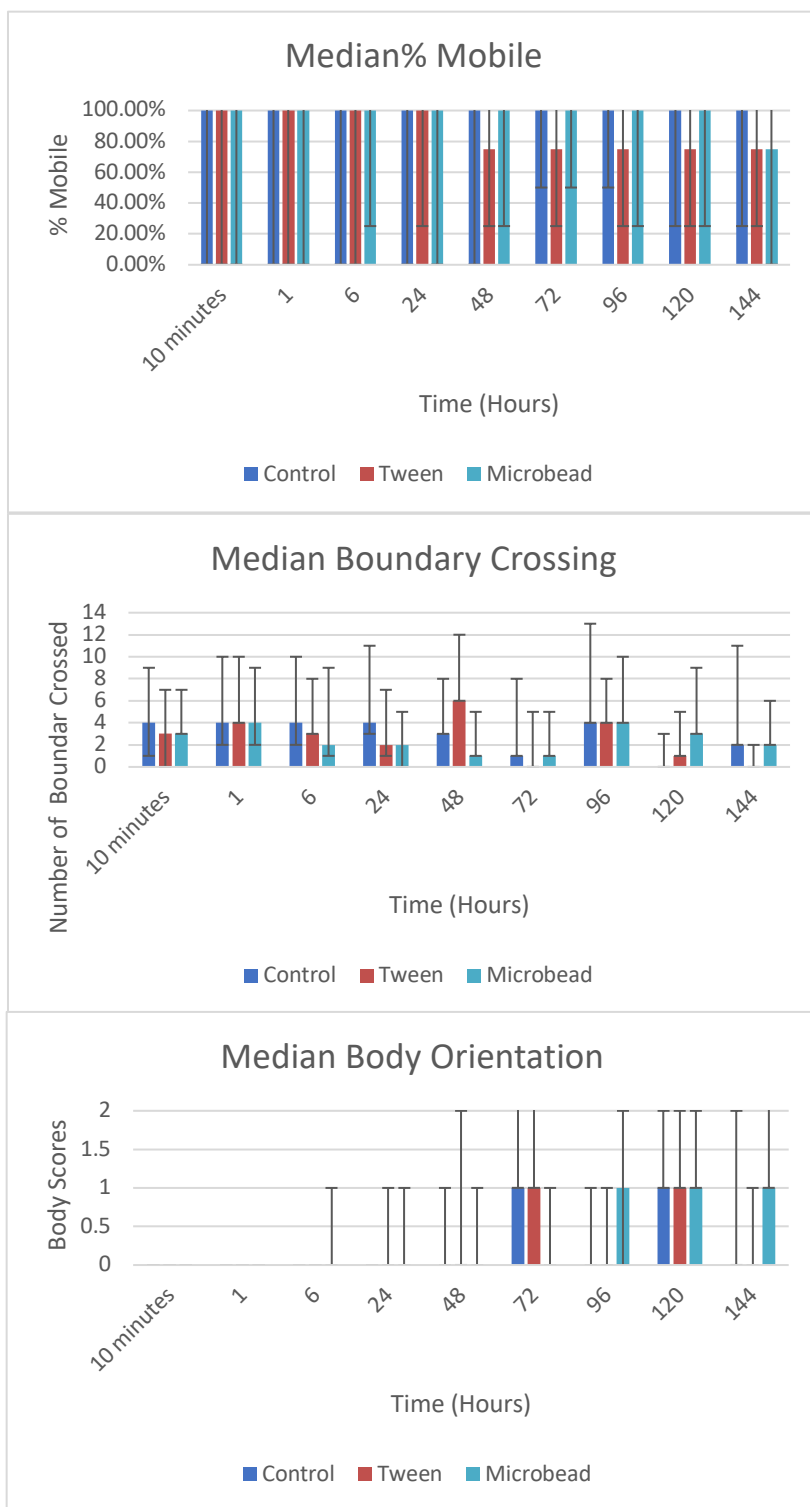 Median% Mobile
% Mobile
100.00%
80.00%
60.00%
40.00%
20.00%
0.00%
10 minutes 1 6 24 48 72 96 120 144
Time (Hours)
Control Tween Microbead
Median Boundary Crossing
Number of Boundar Crossed
14
12
10
8
6
4
2
0
10 minutes 1 6 24 48 72 96 120 144
Time (Hours)
Control Tween Microbead
Median Body Orientation
Body Scores
2
1.5
1
0.5
0
10 minutes 1 6 24 48 72 96 120 144
Time (Hours)
Control Tween Microbead